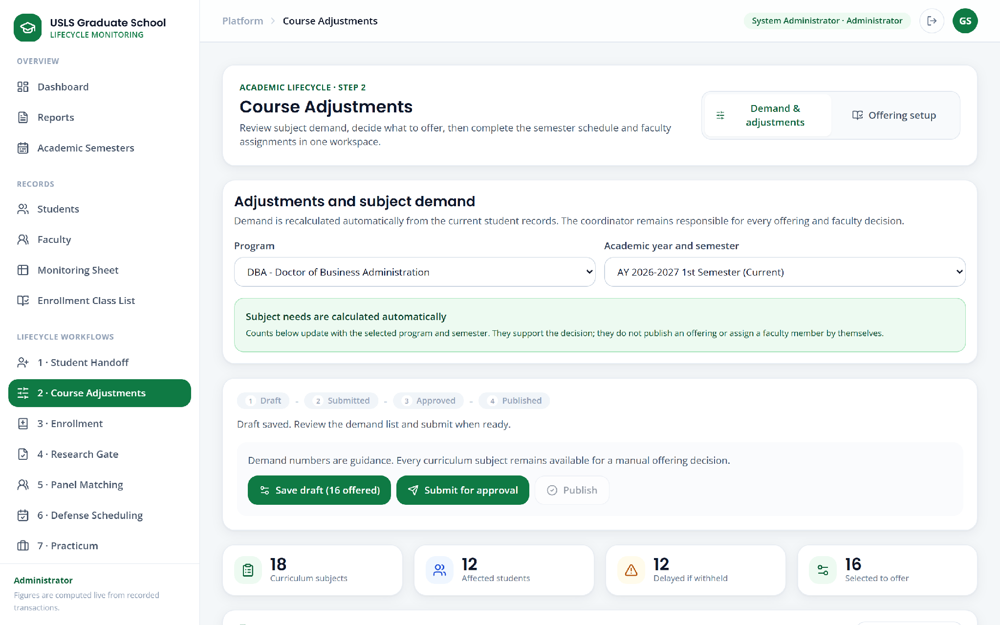 USLS Graduate School
LIFECYCLE MONITORING
OVERVIEW
Dashboard
Reports
Academic Semesters
RECORDS
Students
Faculty
Monitoring Sheet
Enrollment Class List
LIFECYCLE WORKFLOWS
1 · Student Handoff
2 · Course Adjustments
3 · Enrollment
4 · Research Gate
5 · Panel Matching
6 · Defense Scheduling
7 · Practicum
Administrator
Figures are computed live from recorded
transactions.
Platform
Course Adjustments
System Administrator · Administrator
GS
ACADEMIC LIFECYCLE · STEP 2
Course Adjustments
Review subject demand, decide what to offer, then complete the semester schedule and faculty
assignments in one workspace.
Demand &
adjustments
Offering setup
Adjustments and subject demand
Demand is recalculated automatically from the current student records. The coordinator remains responsible for every offering and faculty decision.
Program
Academic year and semester
DBA - Doctor of Business Administration
AY 2026-2027 1st Semester (Current)
Subject needs are calculated automatically
Counts below update with the selected program and semester. They support the decision; they do not publish an offering or assign a faculty member by themselves.
1 Draft - 2 Submitted - 3 Approved - 4 Published
Draft saved. Review the demand list and submit when ready.
Demand numbers are guidance. Every curriculum subject remains available for a manual offering decision.
Save draft (16 offered)
Submit for approval
Publish
18
Curriculum subjects
12
Affected students
12
Delayed if withheld
16
Selected to offer